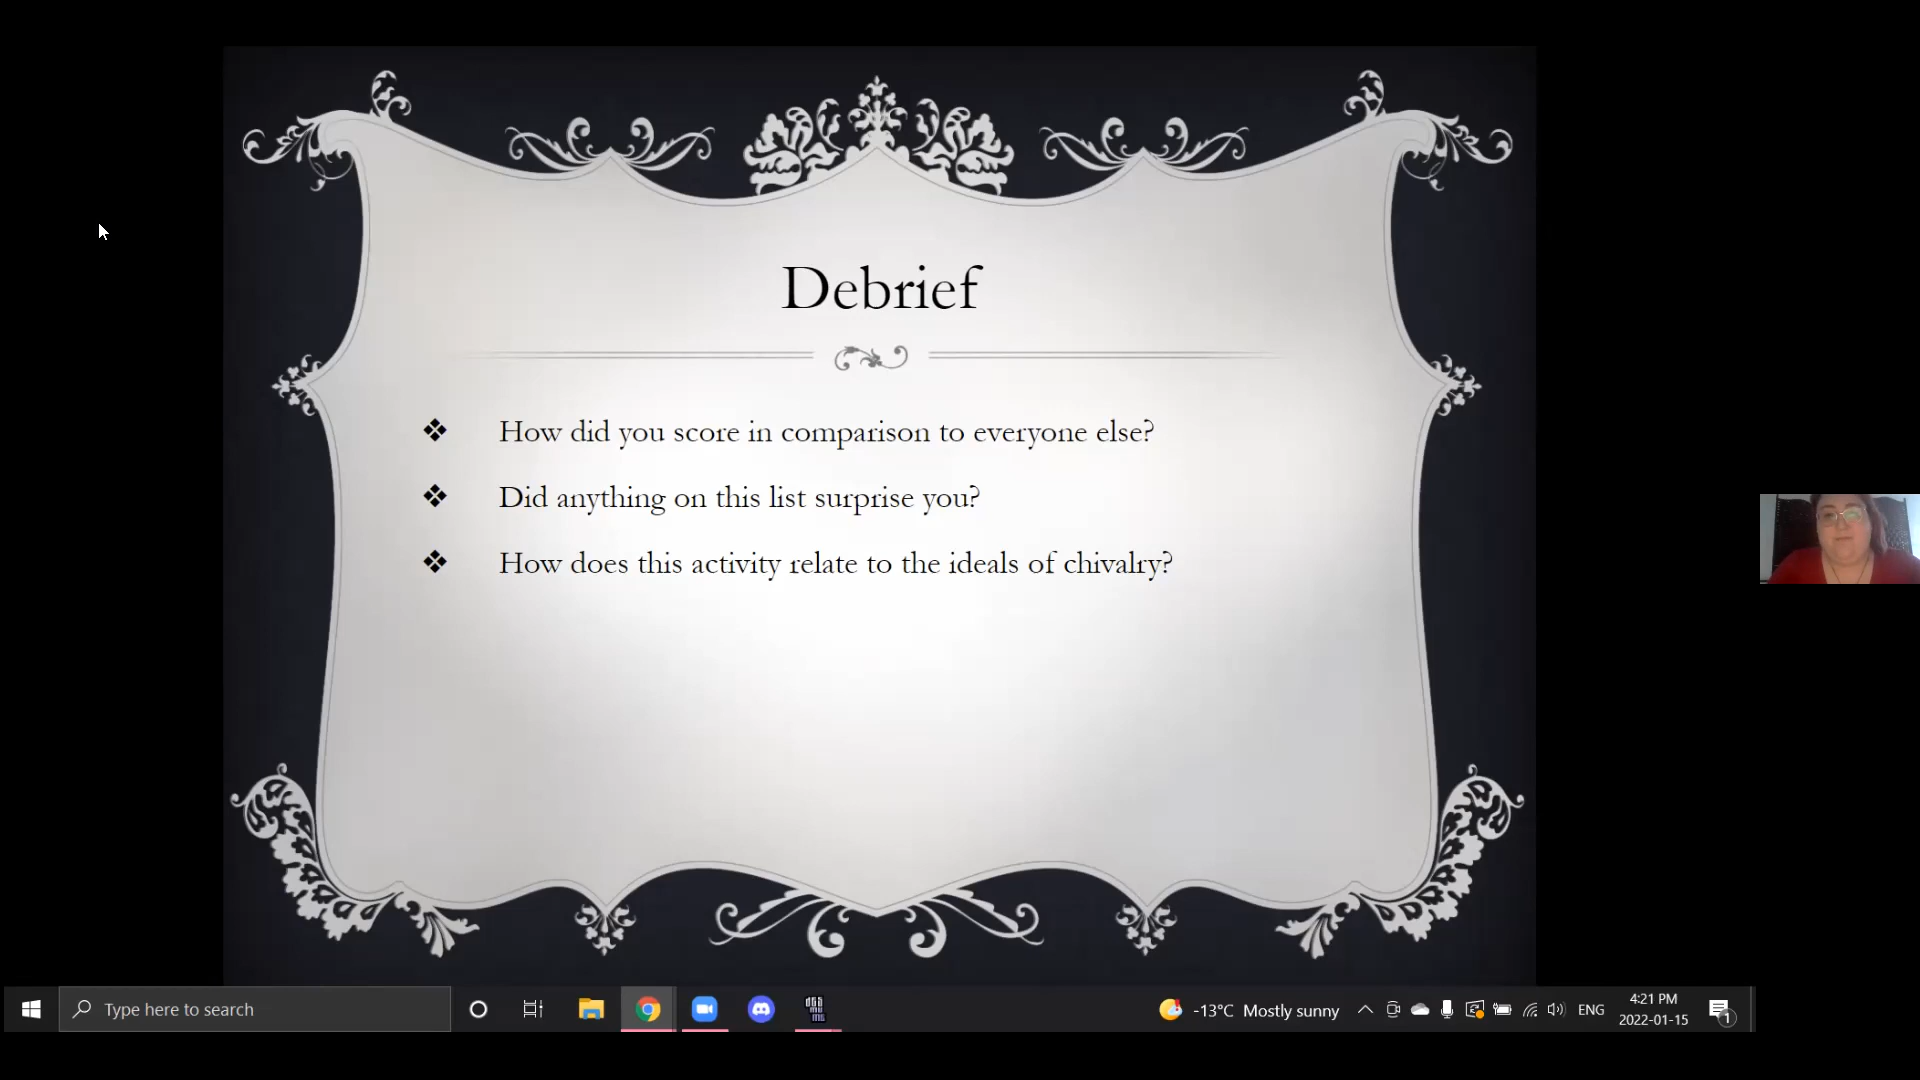 Debrief
❖ How did you score in comparison to everyone else?
❖ Did anything on this list surprise you?
❖ How does this activity relate to the ideals of chivalry?
Type here to search
-13°C Mostly sunny
ENG
4:21 PM
2022-01-15
1